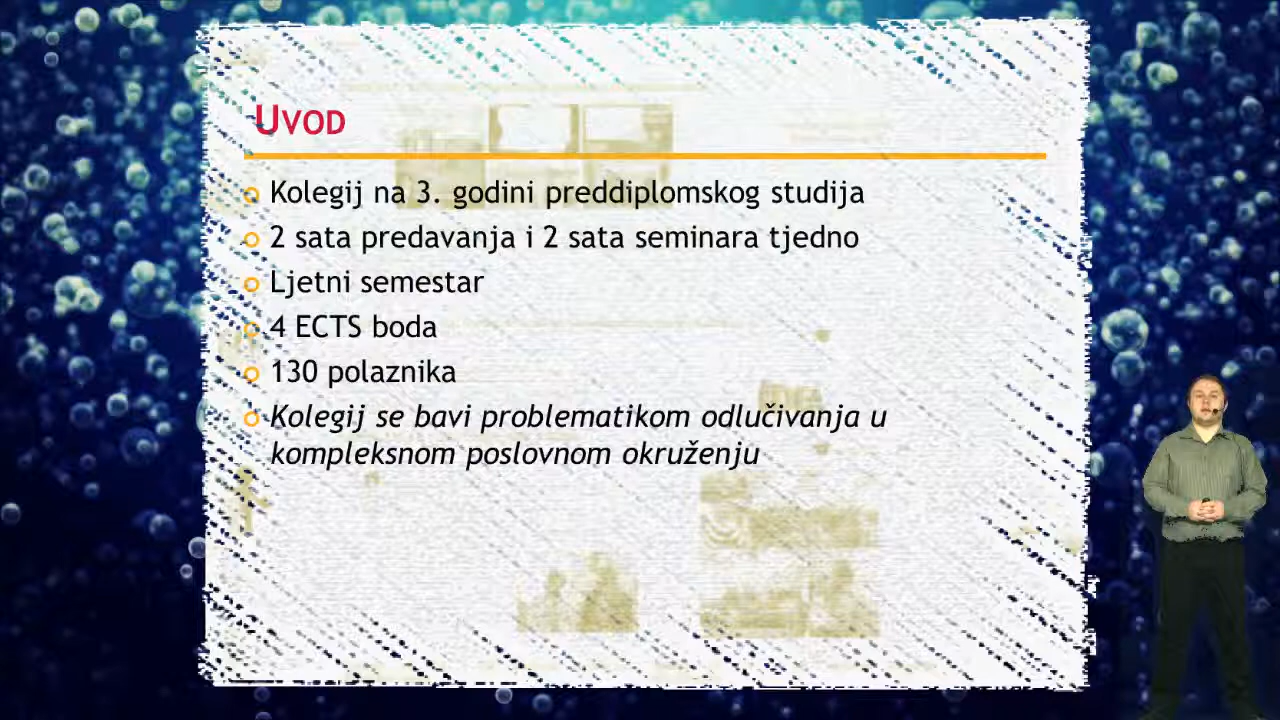 Uvod
Kolegij na 3. godini preddiplomskog studija
2 sata predavanja i 2 sata seminara tjedno
Ljetni semestar
4 ECTS boda
130 polaznika
Kolegij se bavi problematikom odlučivanja u
kompleksnom poslovnom okruženju